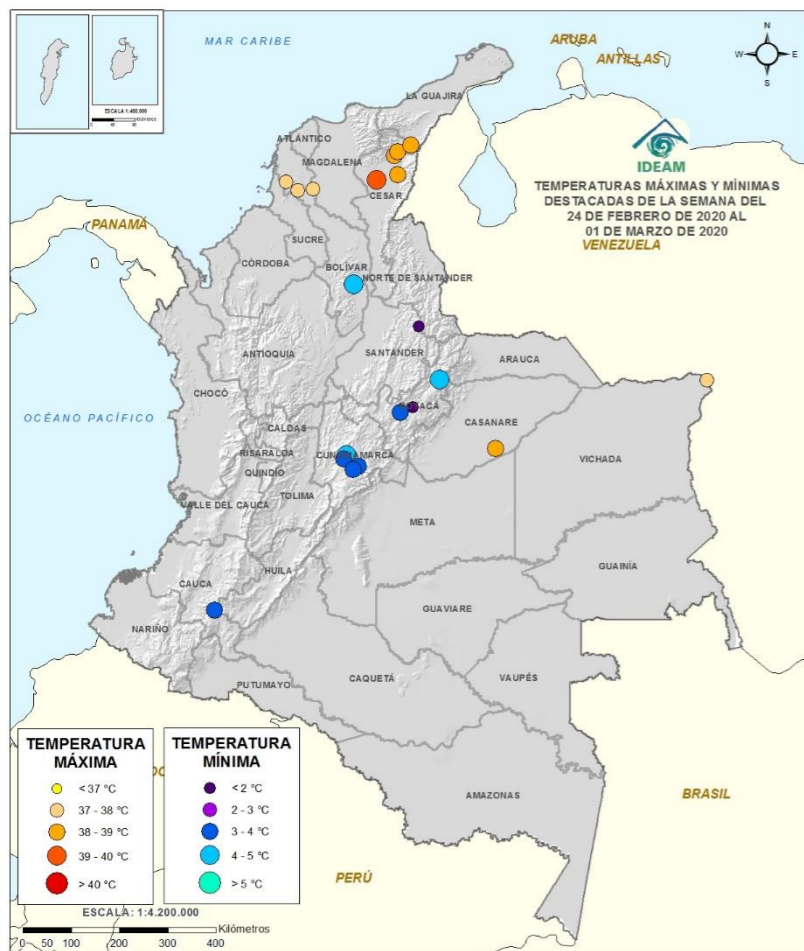 MAR CARIBE
ARUBA
ANTILLAS
N
W
E
S
ESCALA 1:400.000
LA GUAJIRA
ATLÁNTICO
MAGDALENA
CESAR
IDEAM
TEMPERATURAS MÁXIMAS Y MÍNIMAS
DESTACADAS DE LA SEMANA DEL
24 DE FEBRERO DE 2020 AL
01 DE MARZO DE 2020
VENEZUELA
PANAMÁ
SUCRE
CÓRDOBA
BOLÍVAR
NORTE DE SANTANDER
ANTIOQUIA
SANTANDER
ARAUCA
CHOCÓ
OCÉANO PACÍFICO
CASANARE
CALDAS
RISARALDA
QUINDÍO
VICHADA
TOLIMA
VALLE DEL CAUCA
META
GUAINÍA
HUILA
CAUCA
GUAVIARE
NARIÑO
CAQUETÁ
VAUPÉS
PUTUMAYO
AMAZONAS
BRASIL
PERÚ
TEMPERATURA
MÁXIMA
< 37 °C
37 - 38 °C
38 - 39 °C
39 - 40 °C
> 40 °C
TEMPERATURA
MÍNIMA
< 2 °C
2 - 3 °C
3 - 4 °C
4 - 5 °C
> 5 °C
ESCALA: 1:4.200.000
Kilómetros
0 50 100 200 300 400